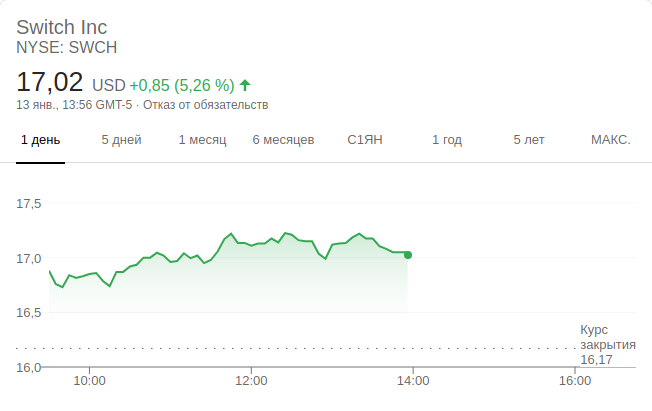 Switch Inc
NYSE: SWCH
17,02 USD +0,85 (5,26 %)
13 янв., 13:56 GMT-5 · Отказ от обязательств
1 день 5 дней 1 месяц 6 месяцев С1ЯН 1 год 5 лет МАКС.
17,5
17,0
16,5
Курс
закрытия
16,17
16,0
10:00 12:00 14:00 16:00